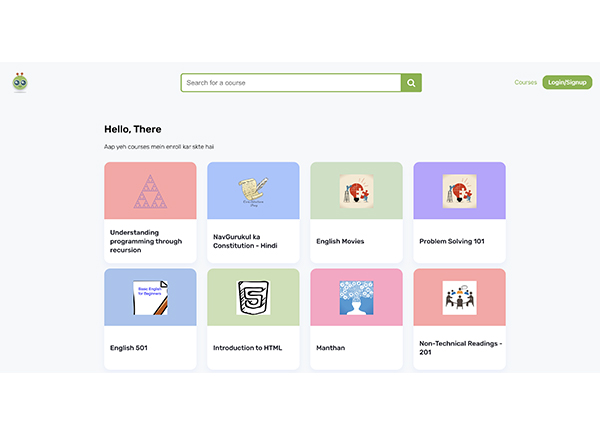 Search for a course
Courses
Login/Signup
Hello, There
Aap yeh courses mein enroll kar skte hai
Understanding
programming through
recursion
NavGurukul ka
Constitution - Hindi
English Movies
Problem Solving 101
Basic English
for Beginners
English 501
Introduction to HTML
Manthan
Non-Technical Readings -
201